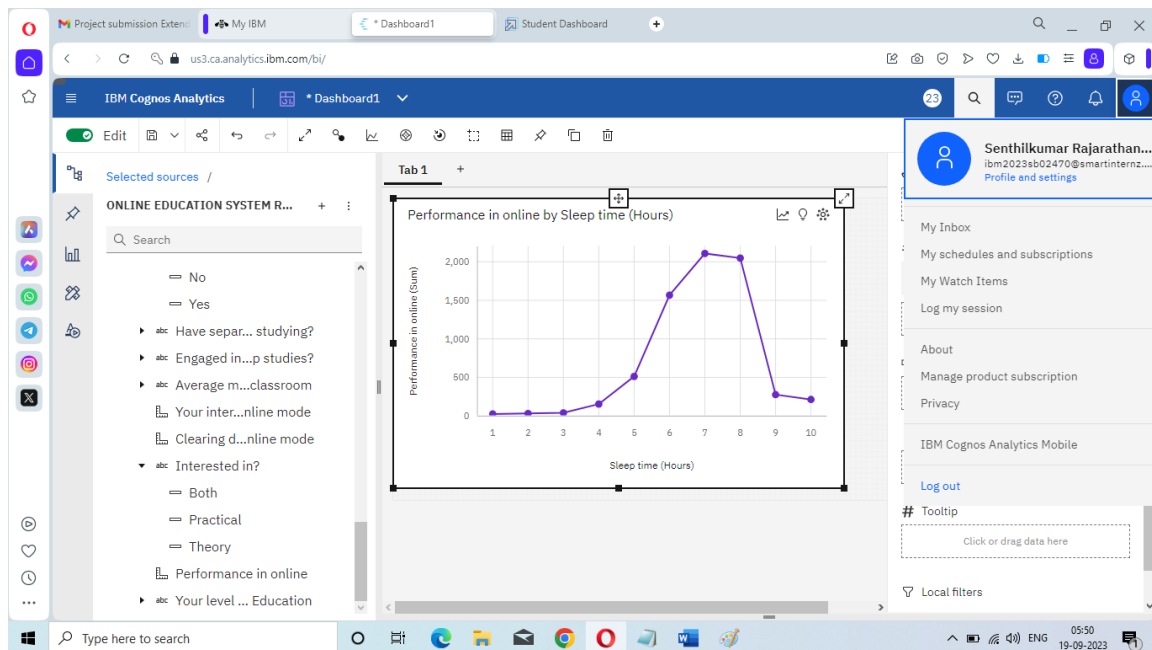 Project submission Extend
My IBM
* Dashboard1
Student Dashboard
us3.ca.analytics.ibm.com/bi/
IBM Cognos Analytics
* Dashboard1
23
Edit
Selected sources /
ONLINE EDUCATION SYSTEM R...
Search
No
Yes
Have separ... studying?
Engaged in...p studies?
Average m...classroom
Your inter...nline mode
Clearing d...nline mode
Interested in?
Both
Practical
Theory
Performance in online
Your level ... Education
Tab 1
Performance in online by Sleep time (Hours)
Performance in online (Sum)
2,000
1,500
1,000
500
0
1 2 3 4 5 6 7 8 9 10
Sleep time (Hours)
Senthilkumar Rajarathan...
ibm2023sb02470@smartinternz....
Profile and settings
My Inbox
My schedules and subscriptions
My Watch Items
Log my session
About
Manage product subscription
Privacy
IBM Cognos Analytics Mobile
Log out
# Tooltip
Click or drag data here
Local filters
Type here to search
ENG
05:50
19-09-2023
1